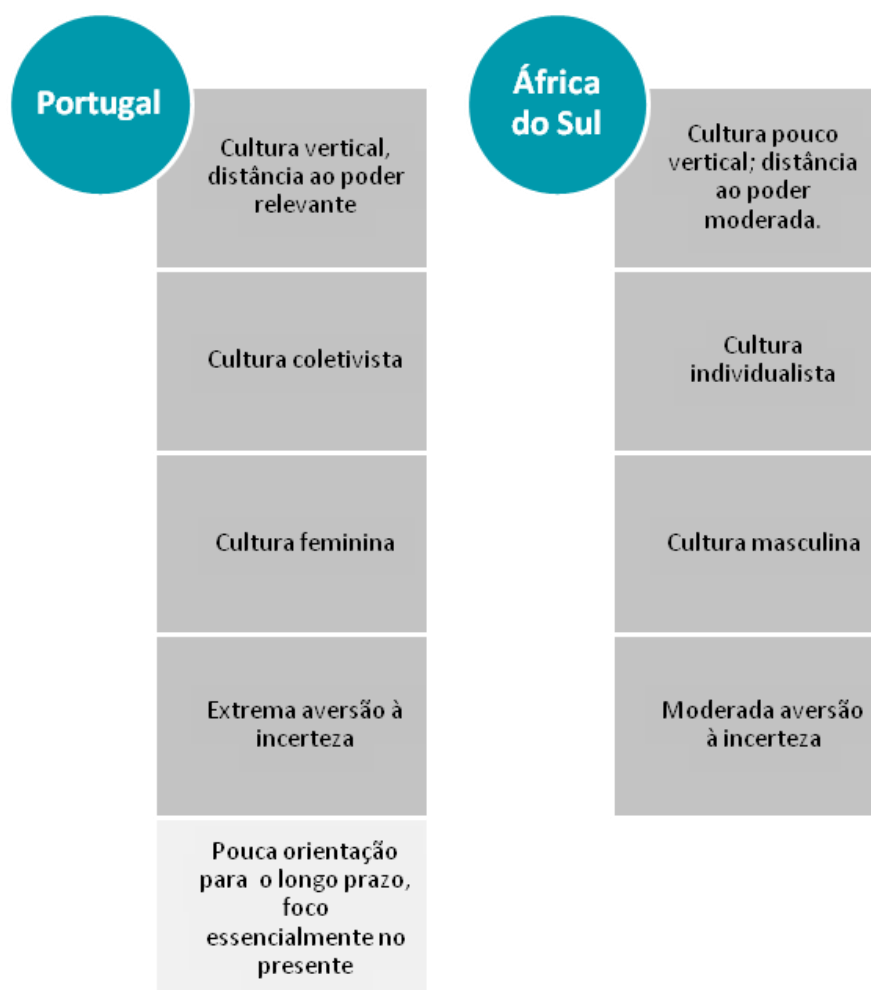 Portugal
Cultura vertical,
distância ao poder
relevante
Cultura coletivista
Cultura feminina
Extrema aversão à
incerteza
Pouca orientação
para o longo prazo,
foco
essencialmente no
presente
África
do Sul
Cultura pouco
vertical; distância
ao poder
moderada.
Cultura
individualista
Cultura masculina
Moderada aversão
à incerteza